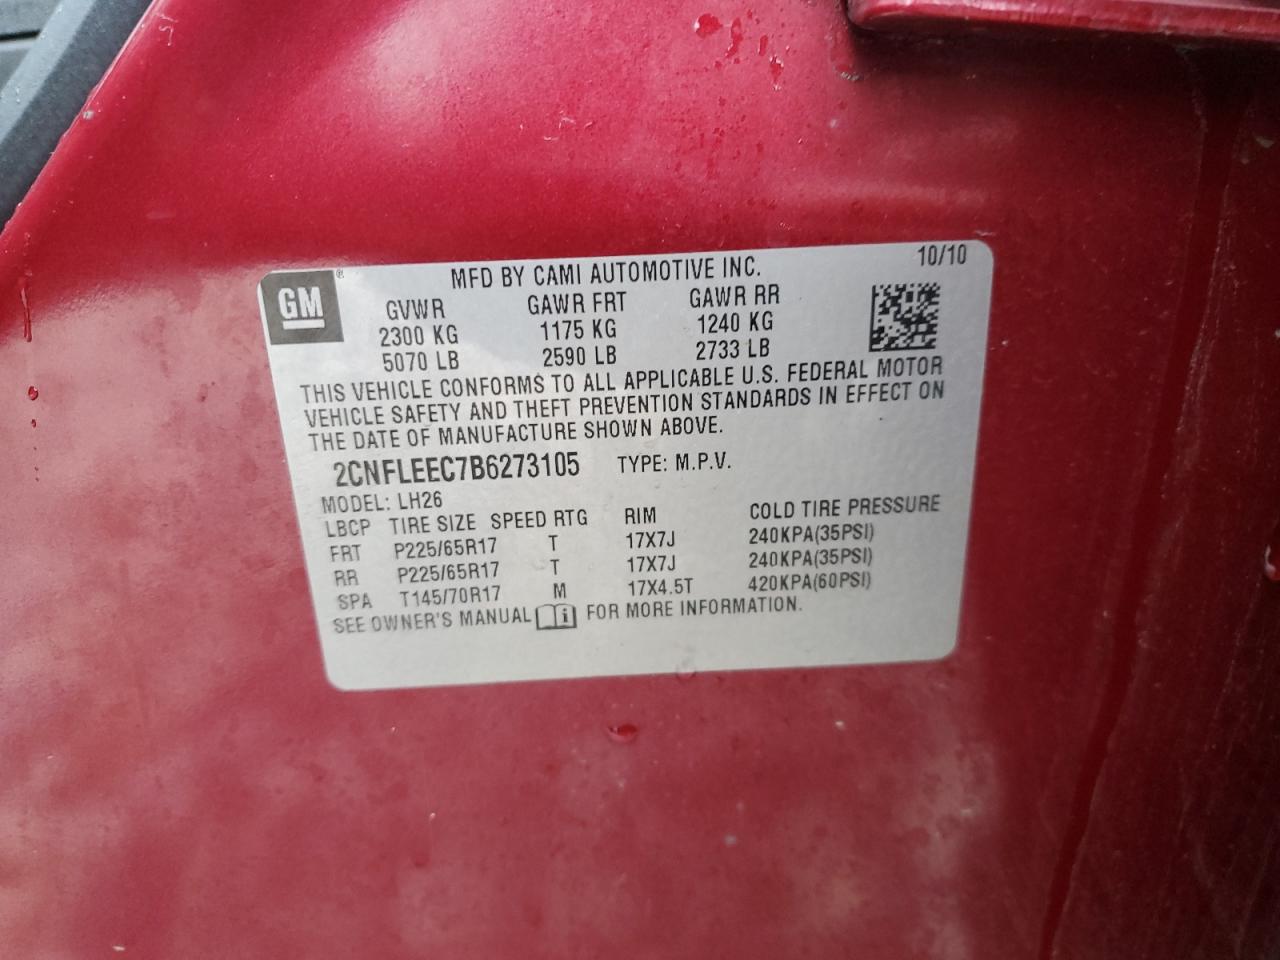 GM ®
MFD BY CAMI AUTOMOTIVE INC.
10/10
GVWR GAWR FRT GAWR RR
2300 KG 1175 KG 1240 KG
5070 LB 2590 LB 2733 LB
THIS VEHICLE CONFORMS TO ALL APPLICABLE U.S. FEDERAL MOTOR
VEHICLE SAFETY AND THEFT PREVENTION STANDARDS IN EFFECT ON
THE DATE OF MANUFACTURE SHOWN ABOVE.
2CNFLEEC7B6273105 TYPE: M.P.V.
MODEL: LH26
LBCP TIRE SIZE SPEED RTG RIM COLD TIRE PRESSURE
FRT P225/65R17 T 17X7J 240KPA(35PSI)
RR P225/65R17 T 17X7J 240KPA(35PSI)
SPA T145/70R17 M 17X4.5T 420KPA(60PSI)
SEE OWNER'S MANUAL i FOR MORE INFORMATION.